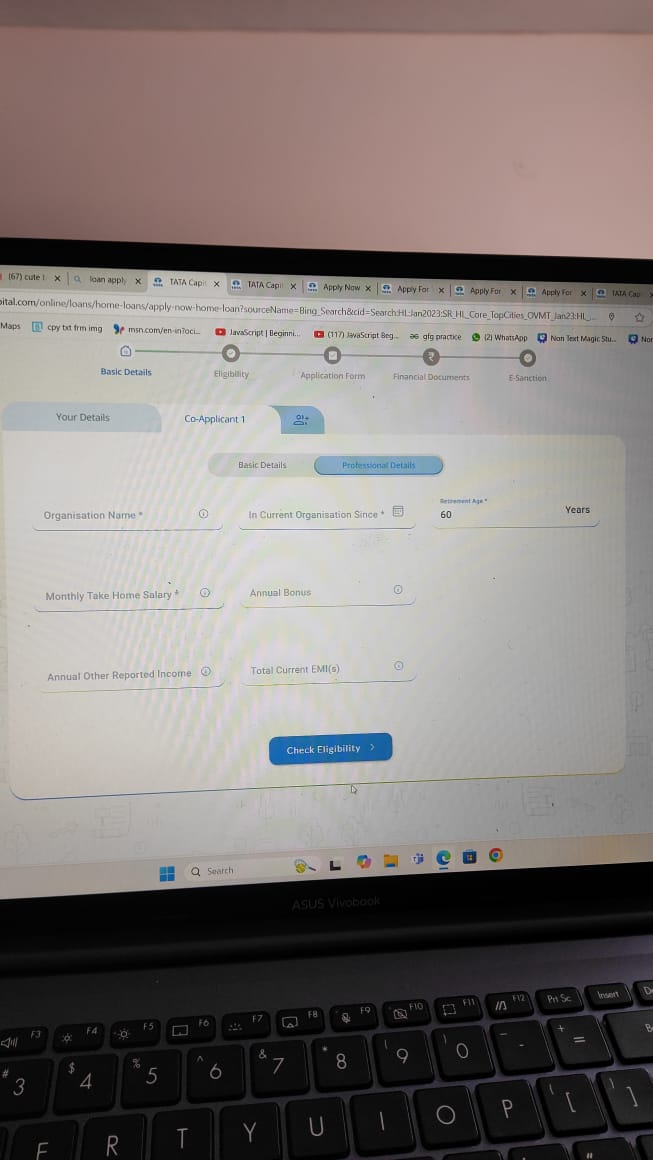 (67) cute l × loan apply × TATA Capit × TATA Capit × Apply Now × Apply For × Apply For × Apply For × TATA Cap
pital.com/online/loans/home-loans/apply-now-home-loan?sourceName=Bing_Search&cid=Search:HL:Jan2023:SR_HL_Core_TopCities_OVMT_Jan23:HL_...
Maps cpy txt frm img msn.com/en-in?oci... JavaScript | Beginni... (117) JavaScript Beg... gfg practice (2) WhatsApp Non Text Magic Stu... Nor
Basic Details Eligibility Application Form Financial Documents E-Sanction
Your Details Co-Applicant 1
Basic Details Professional Details
Retirement Age *
Organisation Name * In Current Organisation Since * 60 Years
Monthly Take Home Salary * Annual Bonus
Annual Other Reported Income Total Current EMI(s)
Check Eligibility >
Search
ASUS Vivobook
F3 F4 F5 F6 F7 F8 F9 F10 F11 F12 Prt Sc Insert
# 3 $ 4 % 5 ^ 6 & 7 * 8 ( 9 ) 0 _ - + =
R T Y U I O P { [ } ]
"